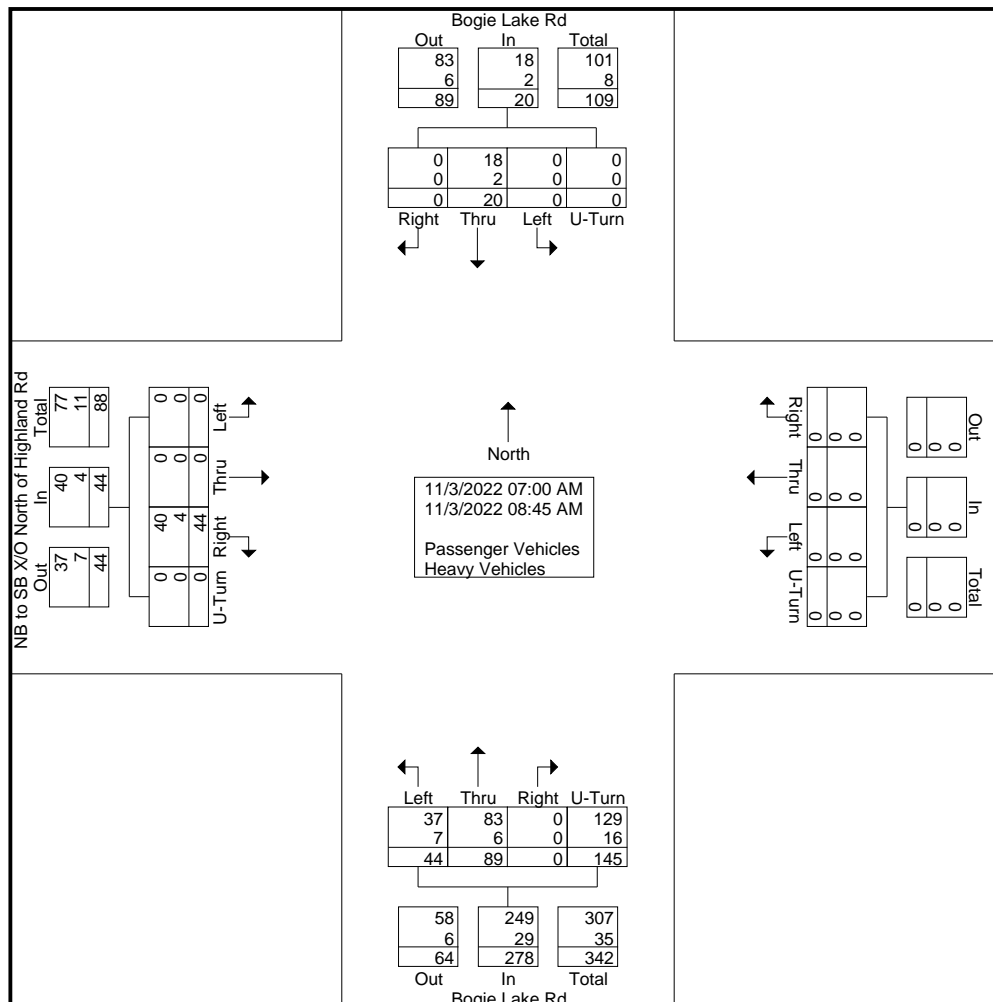 Bogie Lake Rd
Out In Total
83 18 101
6 2 8
89 20 109
0 18 0 0
0 2 0 0
0 20 0 0
Right Thru Left U-Turn
NB to SB X/O North of Highland Rd
Total
77
11
88
In
40
4
44
Out
37
7
44
Left
0
0
0
Thru
0
0
0
Right
40
4
44
U-Turn
0
0
0
North
11/3/2022 07:00 AM
11/3/2022 08:45 AM
Passenger Vehicles
Heavy Vehicles
Right
0
0
0
Thru
0
0
0
Left
0
0
0
U-Turn
0
0
0
Out
0
0
0
In
0
0
0
Total
0
0
0
Left Thru Right U-Turn
37 83 0 129
7 6 0 16
44 89 0 145
58 249 307
6 29 35
64 278 342
Out In Total
Bogie Lake Rd